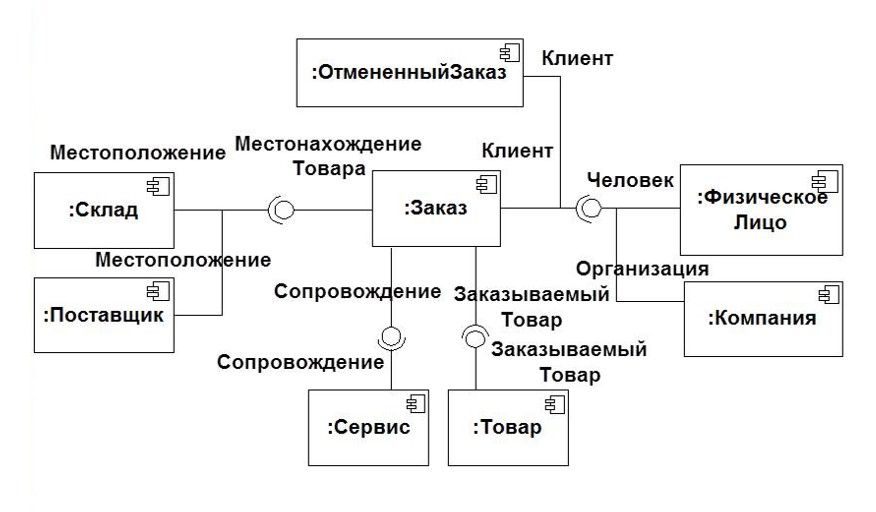 Клиент
:ОтмененныйЗаказ
Местонахождение
Товара
Местоположение
Клиент
Человек
:Склад
:Заказ
:Физическое
Лицо
Местоположение
Организация
:Поставщик
Сопровождение
Заказываемый
Товар
:Компания
Сопровождение
Заказываемый
Товар
:Сервис
:Товар